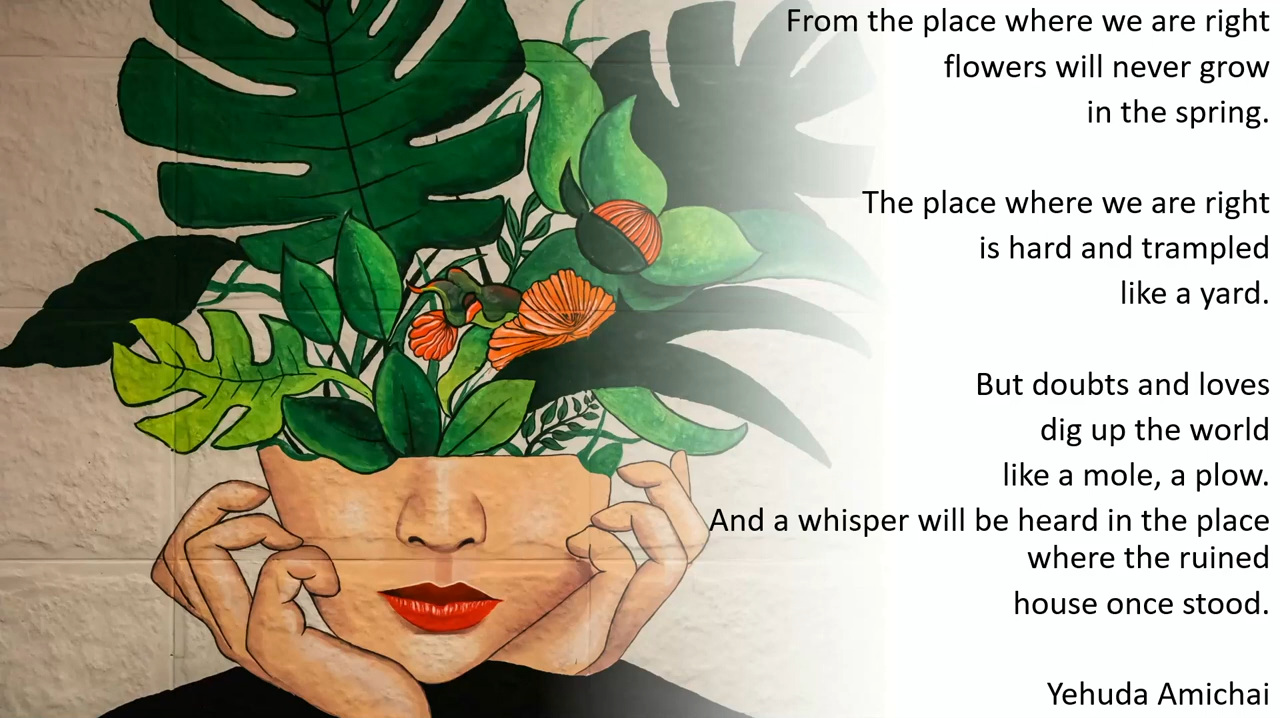 From the place where we are right
flowers will never grow
in the spring.
The place where we are right
is hard and trampled
like a yard.
But doubts and loves
dig up the world
like a mole, a plow.
And a whisper will be heard in the place
where the ruined
house once stood.
Yehuda Amichai